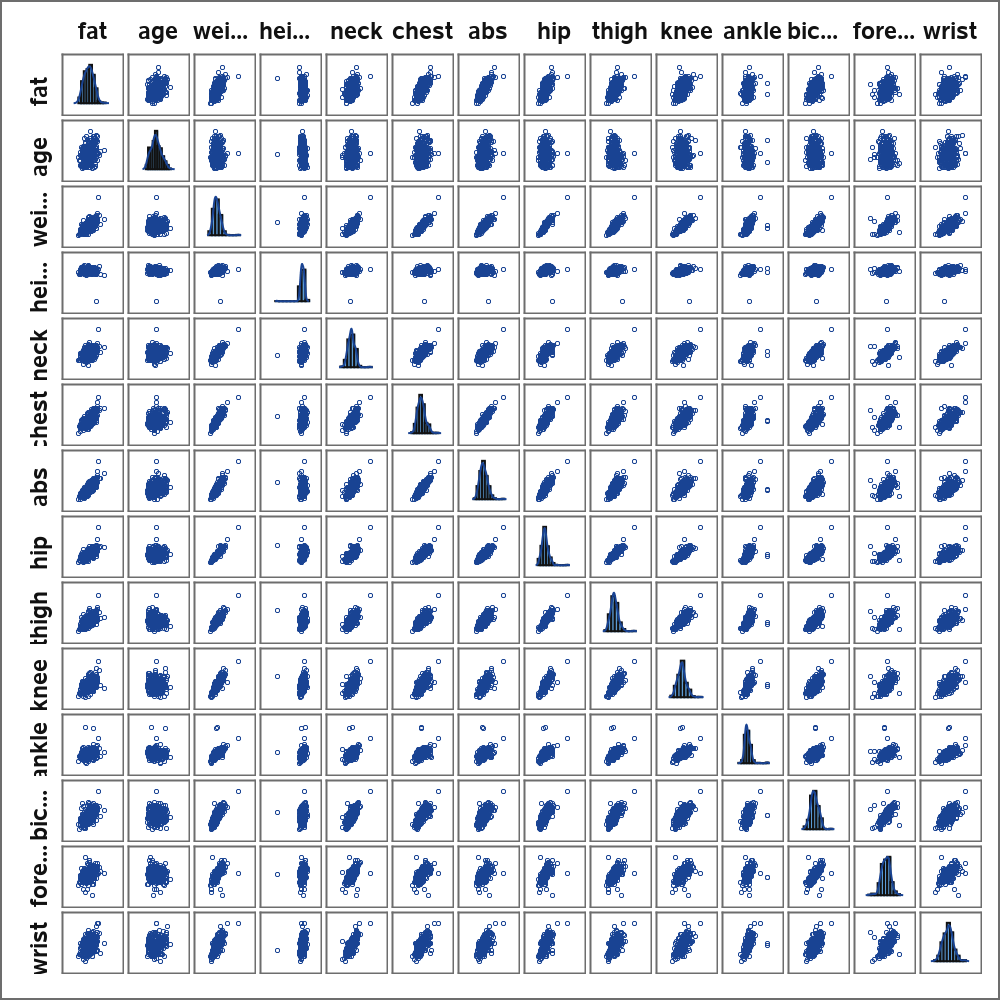 fat age wei... hei... neck chest abs hip thigh knee ankle bic... fore... wrist
fat
age
wei...
hei...
neck
chest
abs
hip
thigh
knee
ankle
bic...
fore...
wrist